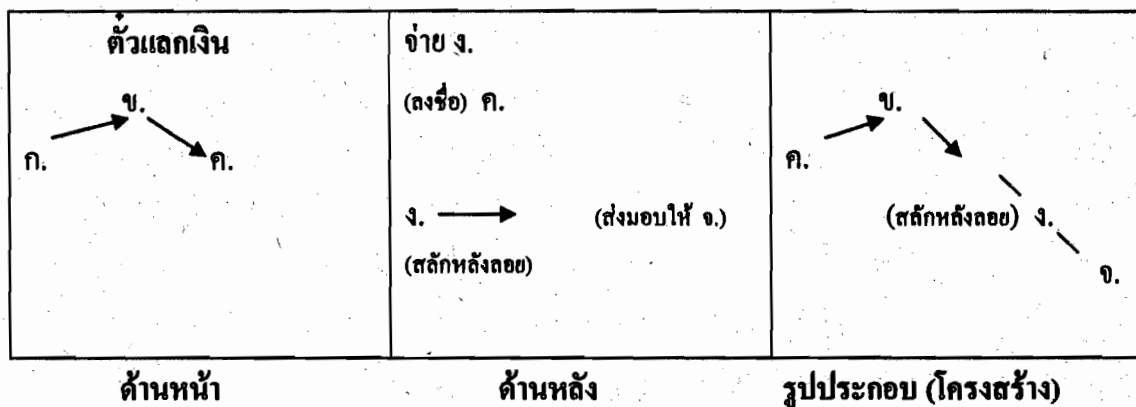 ตั๋วแลกเงิน
ข.
ก.
ค.
จ่าย ง.
(ลงชื่อ) ค.
ง.
(ส่งมอบให้ จ.)
(สลักหลังลอย)
ข.
ค.
(สลักหลังลอย) ง.
จ.
ด้านหน้า
ด้านหลัง
รูปประกอบ (โครงสร้าง)